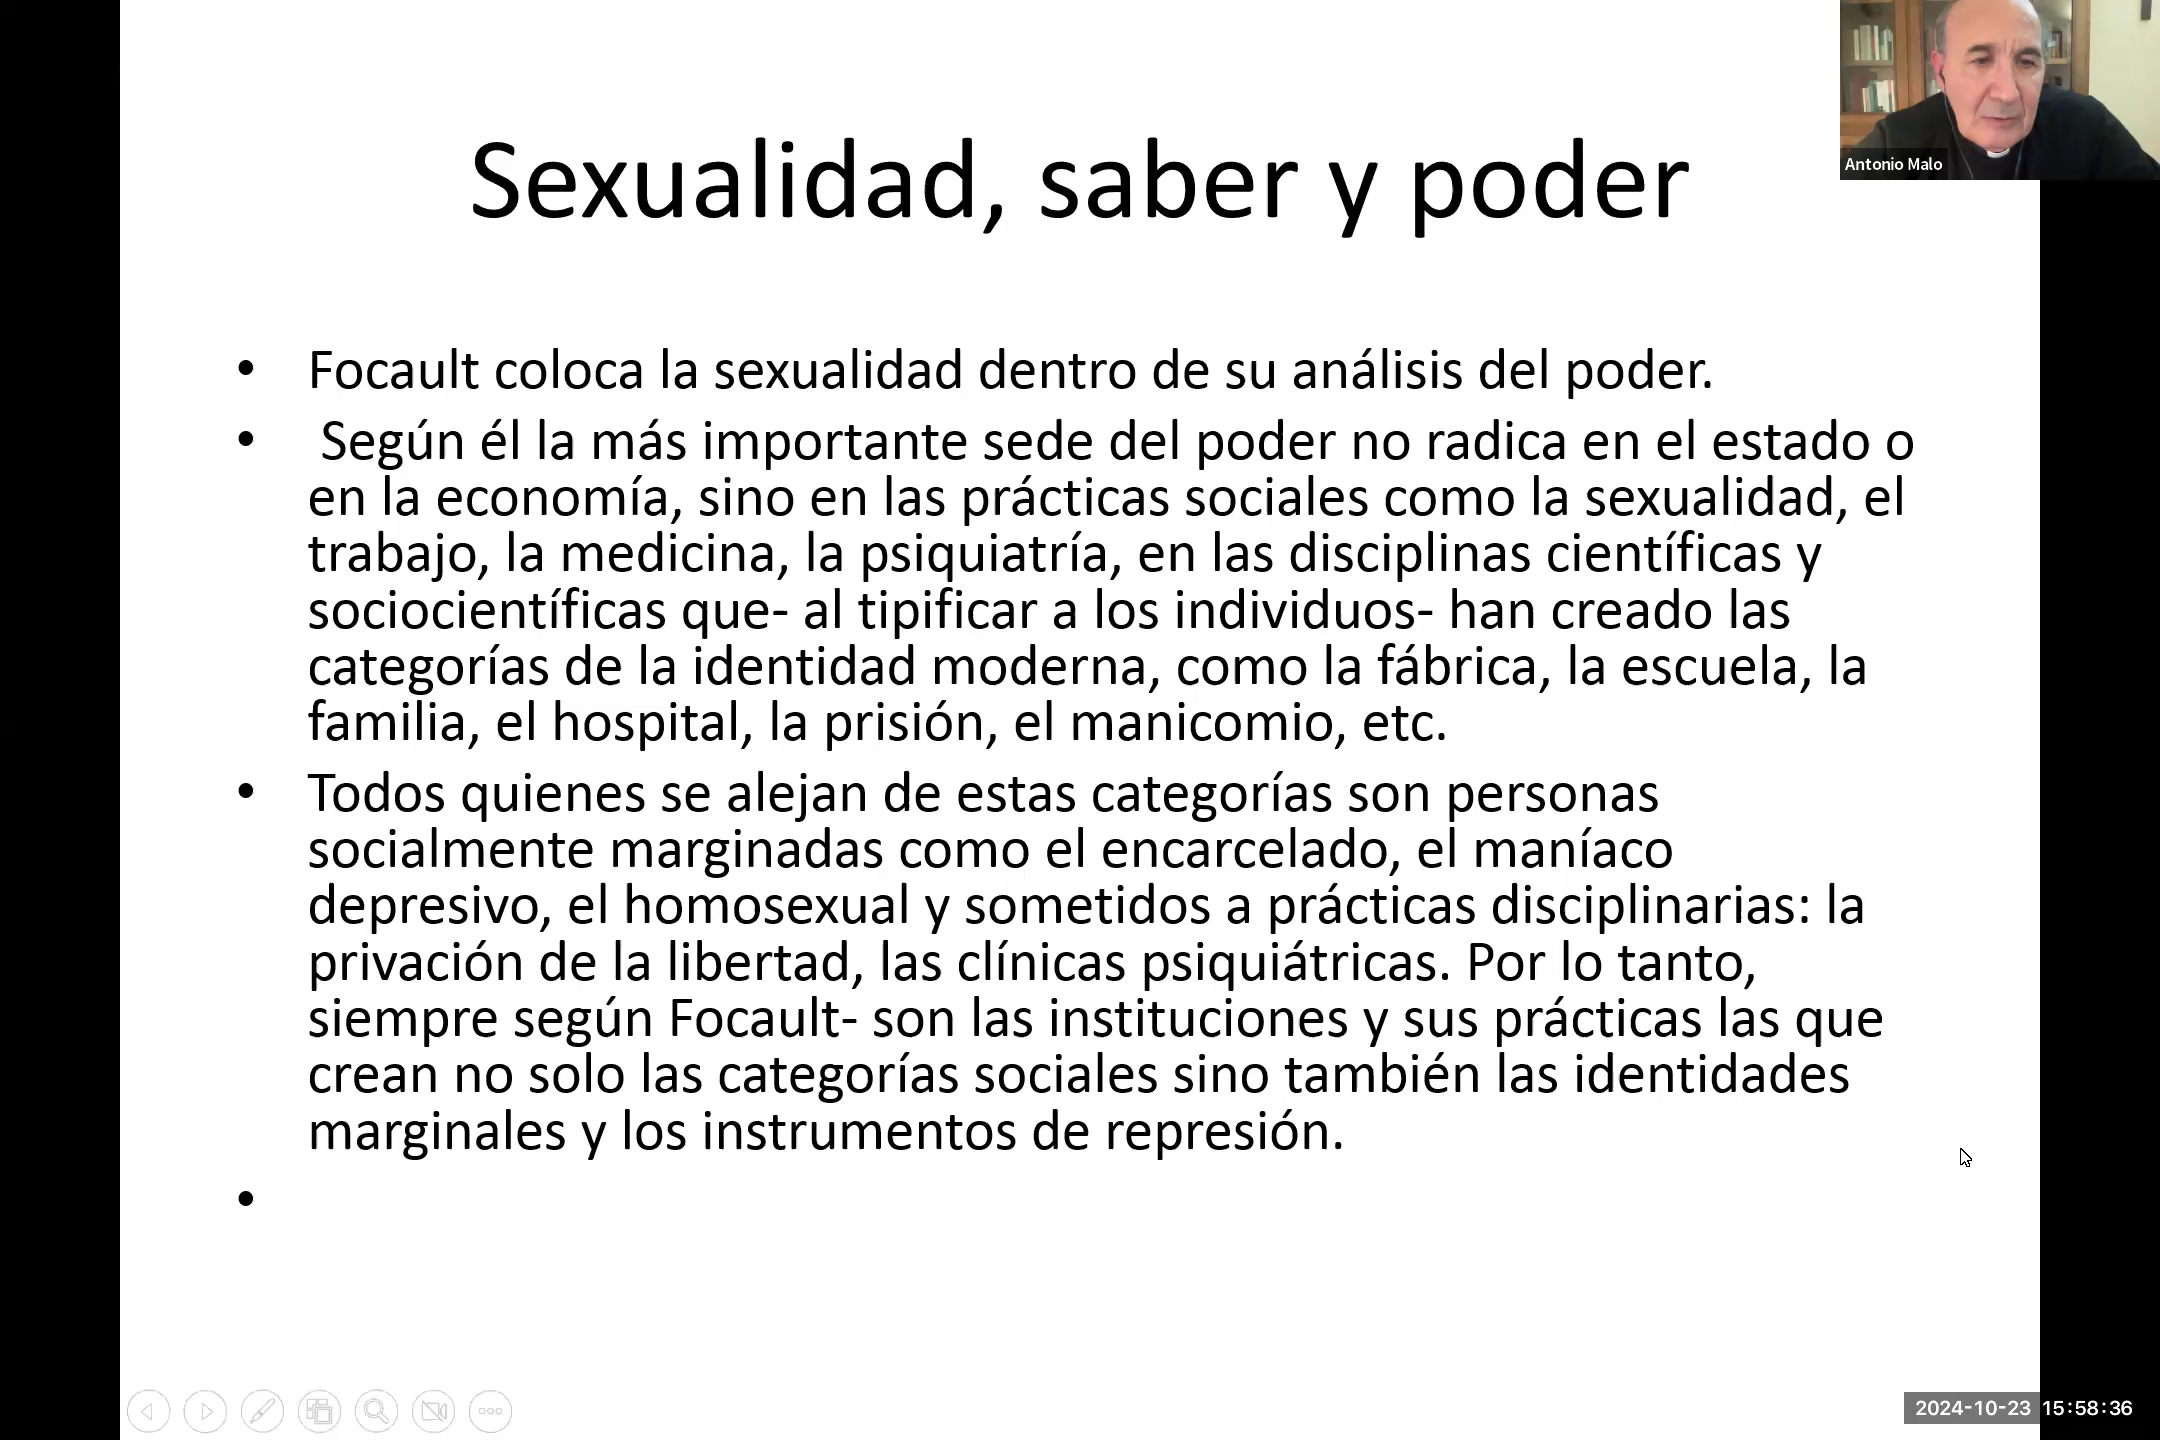 Antonio Malo
Sexualidad, saber y poder
• Focault coloca la sexualidad dentro de su análisis del poder.
• Según él la más importante sede del poder no radica en el estado o
en la economía, sino en las prácticas sociales como la sexualidad, el
trabajo, la medicina, la psiquiatría, en las disciplinas científicas y
sociocientíficas que- al tipificar a los individuos- han creado las
categorías de la identidad moderna, como la fábrica, la escuela, la
familia, el hospital, la prisión, el manicomio, etc.
• Todos quienes se alejan de estas categorías son personas
socialmente marginadas como el encarcelado, el maníaco
depresivo, el homosexual y sometidos a prácticas disciplinarias: la
privación de la libertad, las clínicas psiquiátricas. Por lo tanto,
siempre según Focault- son las instituciones y sus prácticas las que
crean no solo las categorías sociales sino también las identidades
marginales y los instrumentos de represión.
•
2024-10-23 15:58:36